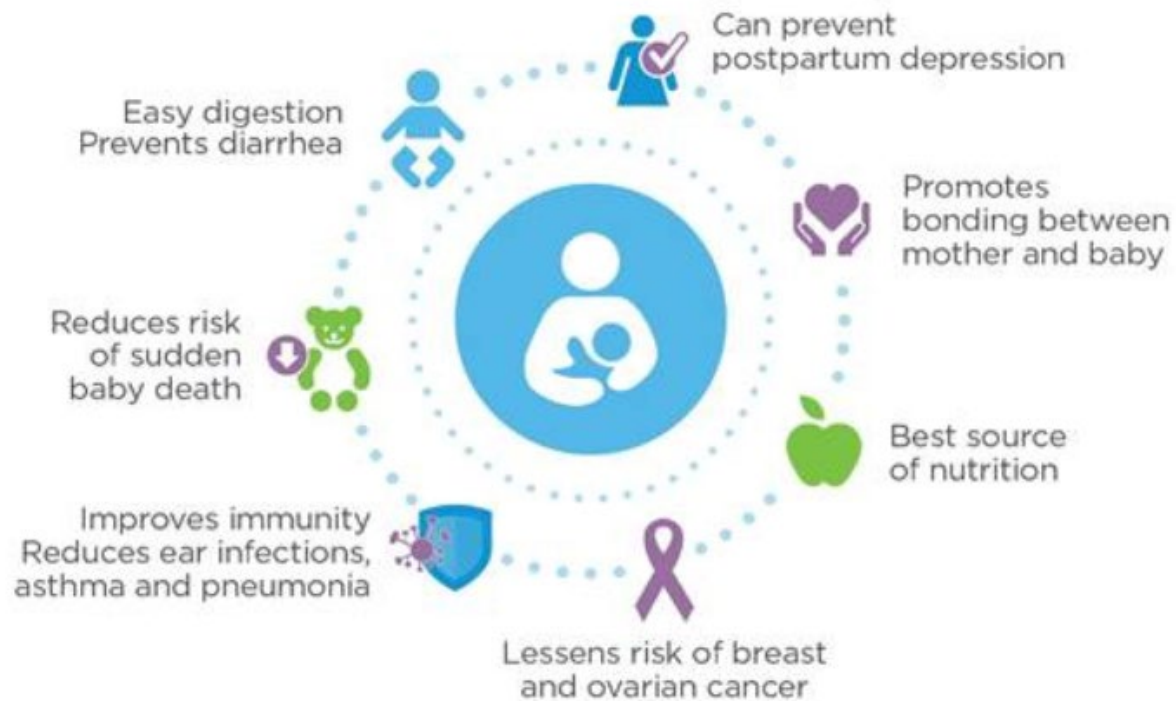 Can prevent
postpartum depression
Promotes
bonding between
mother and baby
Best source
of nutrition
Lessens risk of breast
and ovarian cancer
Improves immunity
Reduces ear infections,
asthma and pneumonia
Reduces risk
of sudden
baby death
Easy digestion
Prevents diarrhea